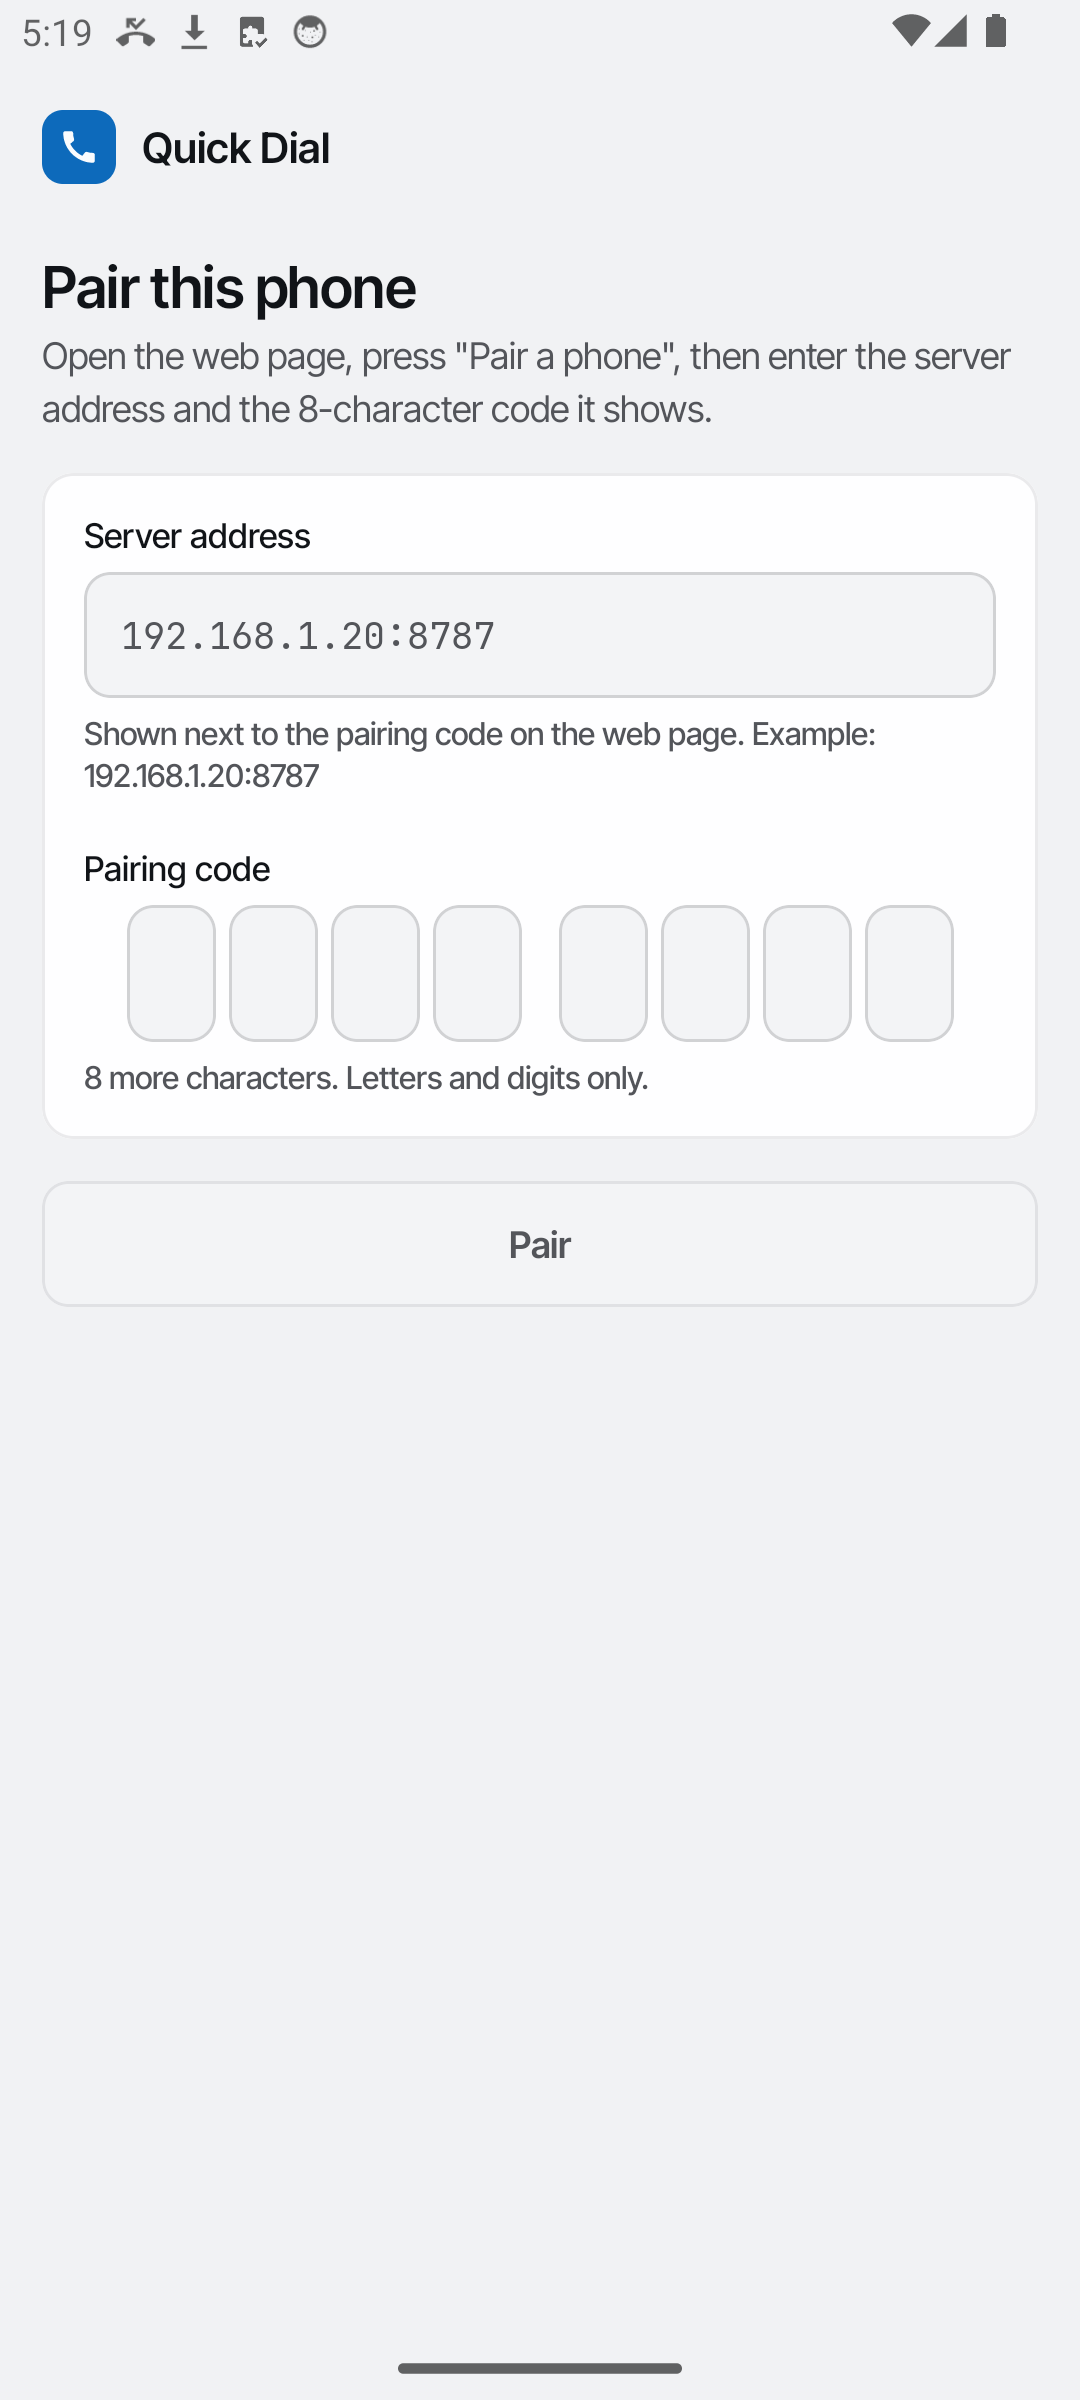 5:19
Quick Dial
Pair this phone
Open the web page, press "Pair a phone", then enter the server
address and the 8-character code it shows.
Server address
192.168.1.20:8787
Shown next to the pairing code on the web page. Example:
192.168.1.20:8787
Pairing code
8 more characters. Letters and digits only.
Pair